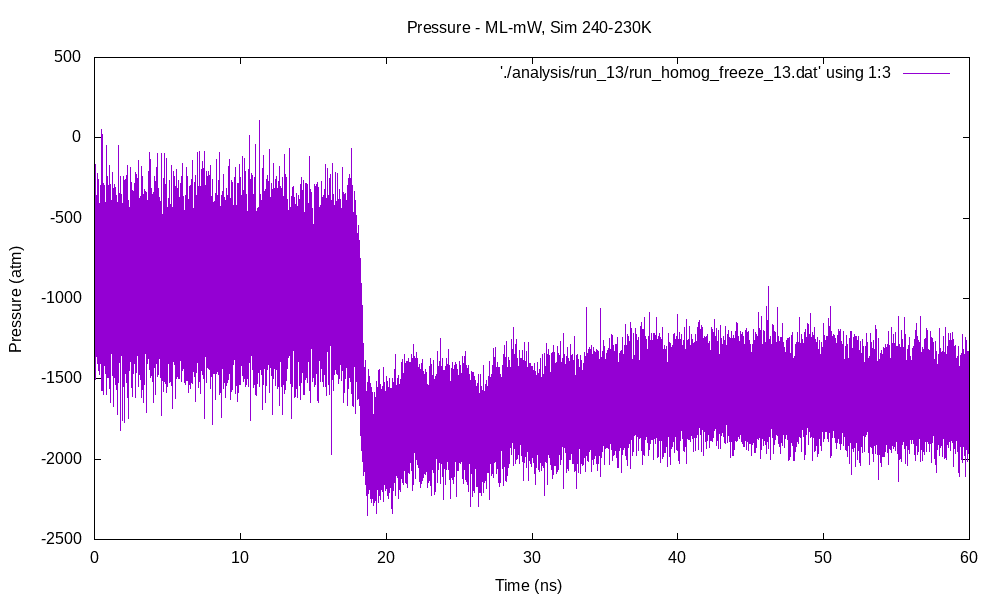 Pressure - ML-mW, Sim 240-230K
'./analysis/run_13/run_homog_freeze_13.dat' using 1:3
500
0
-500
-1000
-1500
-2000
-2500
Pressure (atm)
0 10 20 30 40 50 60
Time (ns)